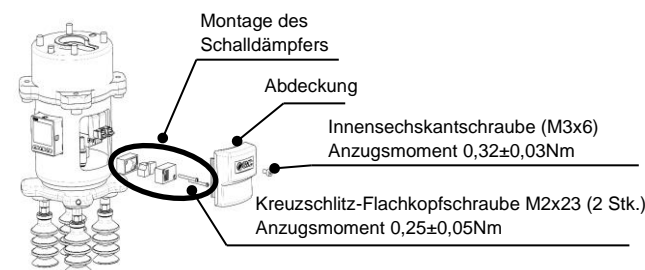 Montage des
Schalldämpfers
Abdeckung
Innensechskantschraube (M3x6)
Anzugsmoment 0,32±0,03Nm
Kreuzschlitz-Flachkopfschraube M2x23 (2 Stk.)
Anzugsmoment 0,25±0,05Nm